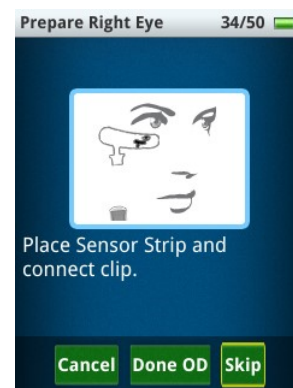 Prepare Right Eye 34/50
Place Sensor Strip and
connect clip.
Cancel Done OD Skip